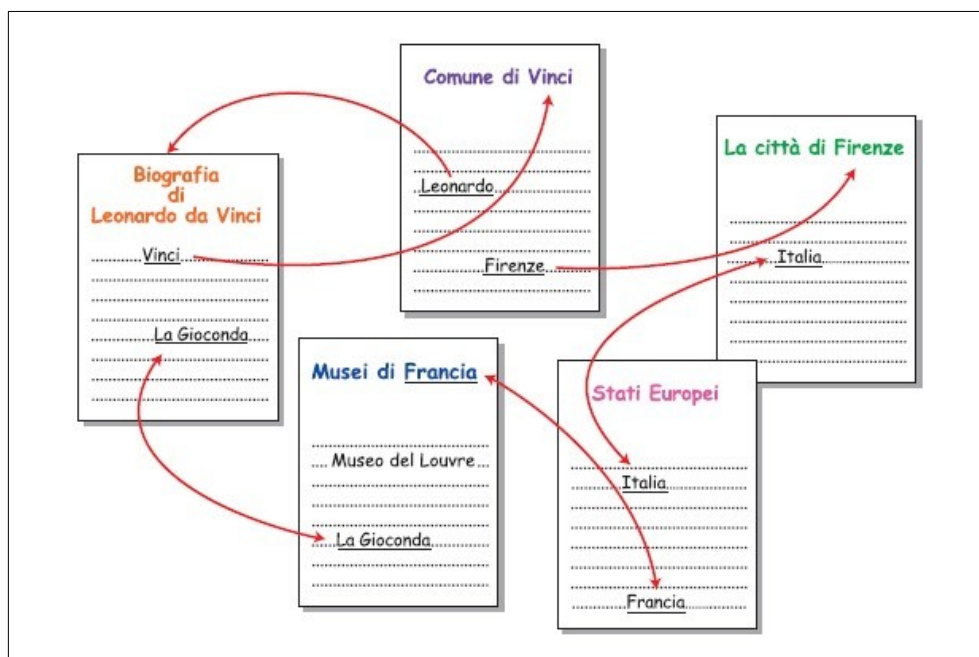 Comune di Vinci
Leonardo
Firenze
La città di Firenze
Italia
Biografia
di
Leonardo da Vinci
Vinci
La Gioconda
Musei di Francia
Museo del Louvre
La Gioconda
Stati Europei
Italia
Francia